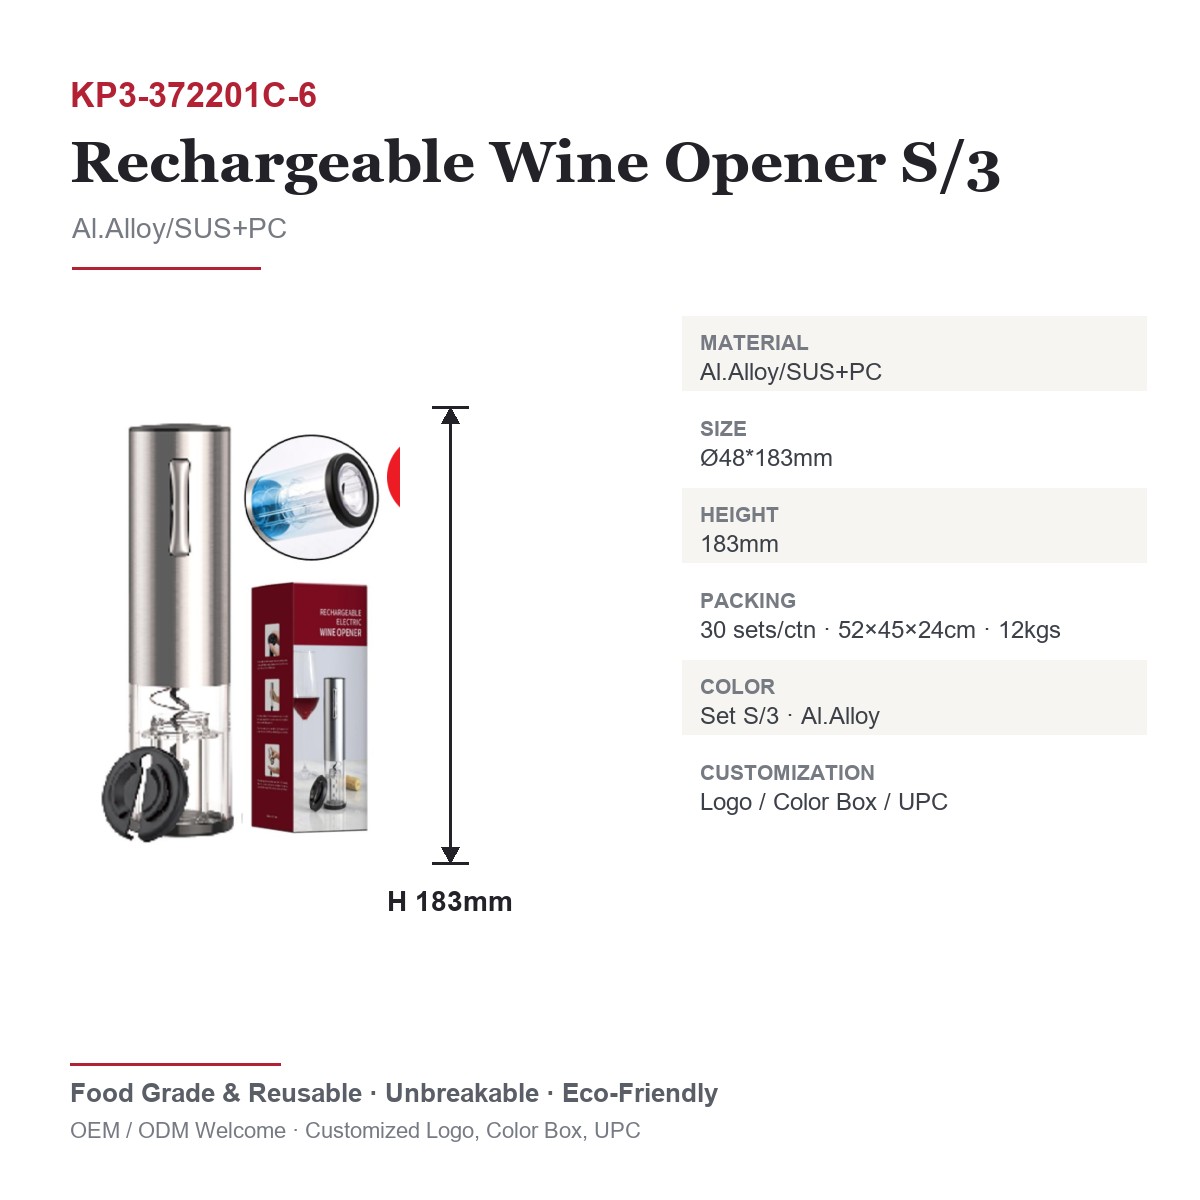 KP3-372201C-6
Rechargeable Wine Opener S/3
Al.Alloy/SUS+PC
MATERIAL
Al.Alloy/SUS+PC
SIZE
Ø48*183mm
HEIGHT
183mm
PACKING
30 sets/ctn · 52×45×24cm · 12kgs
COLOR
Set S/3 · Al.Alloy
CUSTOMIZATION
Logo / Color Box / UPC
RECHARGEABLE
ELECTRIC
WINE OPENER
H 183mm
Food Grade & Reusable · Unbreakable · Eco-Friendly
OEM / ODM Welcome · Customized Logo, Color Box, UPC